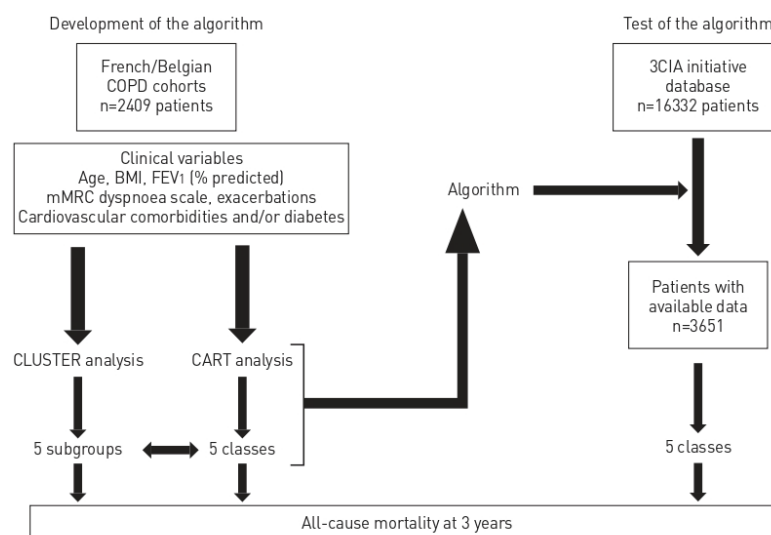 Development of the algorithm
French/Belgian
COPD cohorts
n=2409 patients
Clinical variables
Age, BMI, FEV1 (% predicted)
mMRC dyspnoea scale, exacerbations
Cardiovascular comorbidities and/or diabetes
CLUSTER analysis
CART analysis
5 subgroups
5 classes
Algorithm
Test of the algorithm
3CIA initiative
database
n=16332 patients
Patients with
available data
n=3651
5 classes
All-cause mortality at 3 years